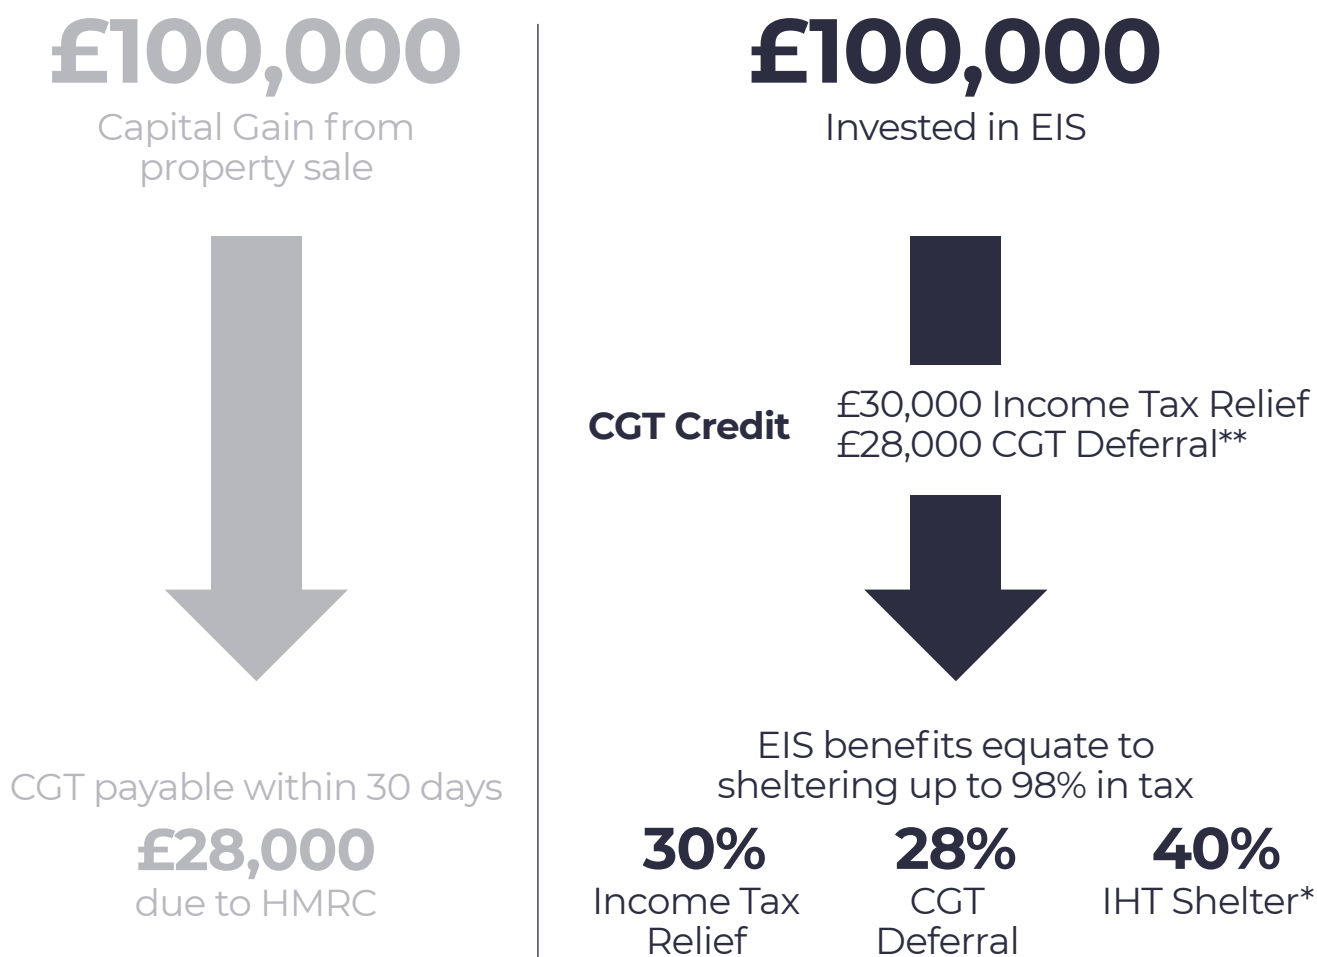 £100,000
Capital Gain from
property sale
CGT payable within 30 days
£28,000
due to HMRC
£100,000
Invested in EIS
CGT Credit
£30,000 Income Tax Relief
£28,000 CGT Deferral**
EIS benefits equate to
sheltering up to 98% in tax
30%
Income Tax
Relief
28%
CGT
Deferral
40%
IHT Shelter*